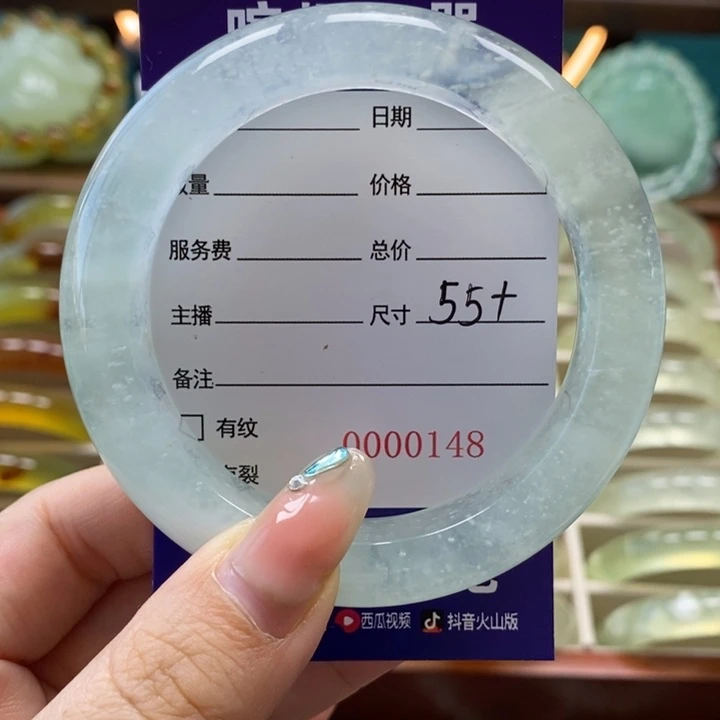 日期
量 价格
服务费 总价
主播 尺寸 55+
备注
有纹
裂 0000148
西瓜视频 抖音火山版